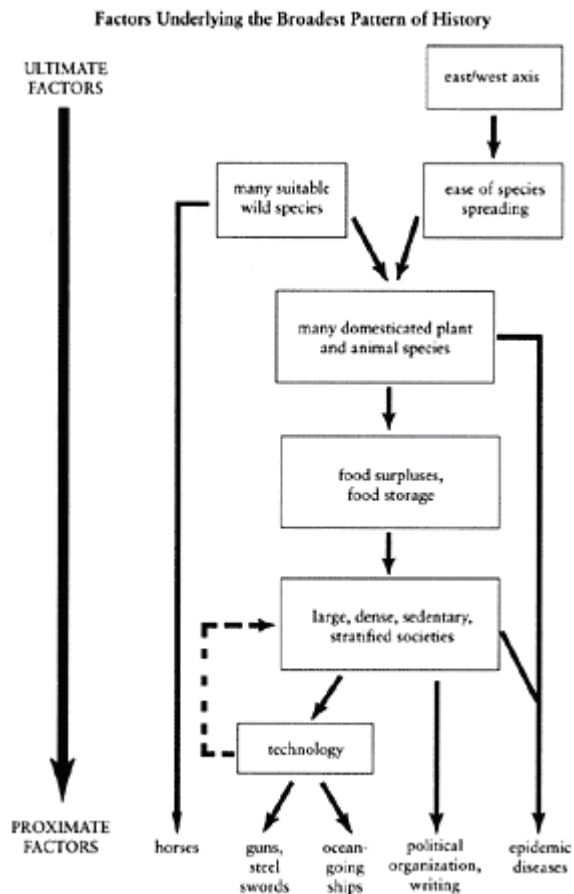 Factors Underlying the Broadest Pattern of History
ULTIMATE
FACTORS
east/west axis
many suitable
wild species
ease of species
spreading
many domesticated plant
and animal species
food surpluses,
food storage
large, dense, sedentary,
stratified societies
technology
PROXIMATE
FACTORS
horses
guns,
steel
swords
ocean-
going
ships
political
organization,
writing
epidemic
diseases